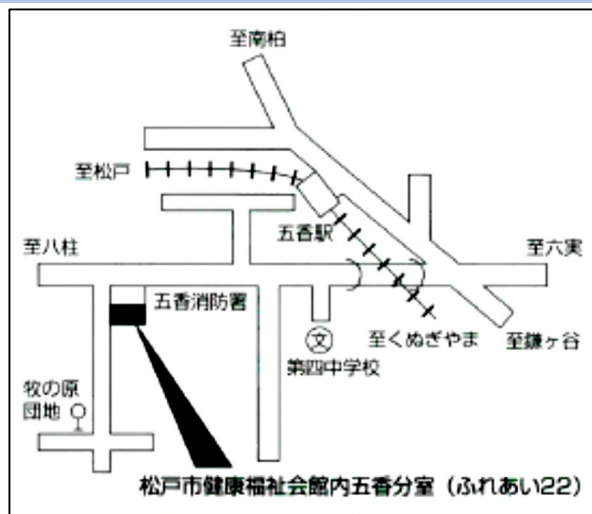 至南柏
至松戸
五香駅
至八柱
至六実
五香消防署
文
至くぬぎやま
至鎌ヶ谷
第四中学校
牧の原
団地
松戸市健康福祉会館内五香分室（ふれあい22）